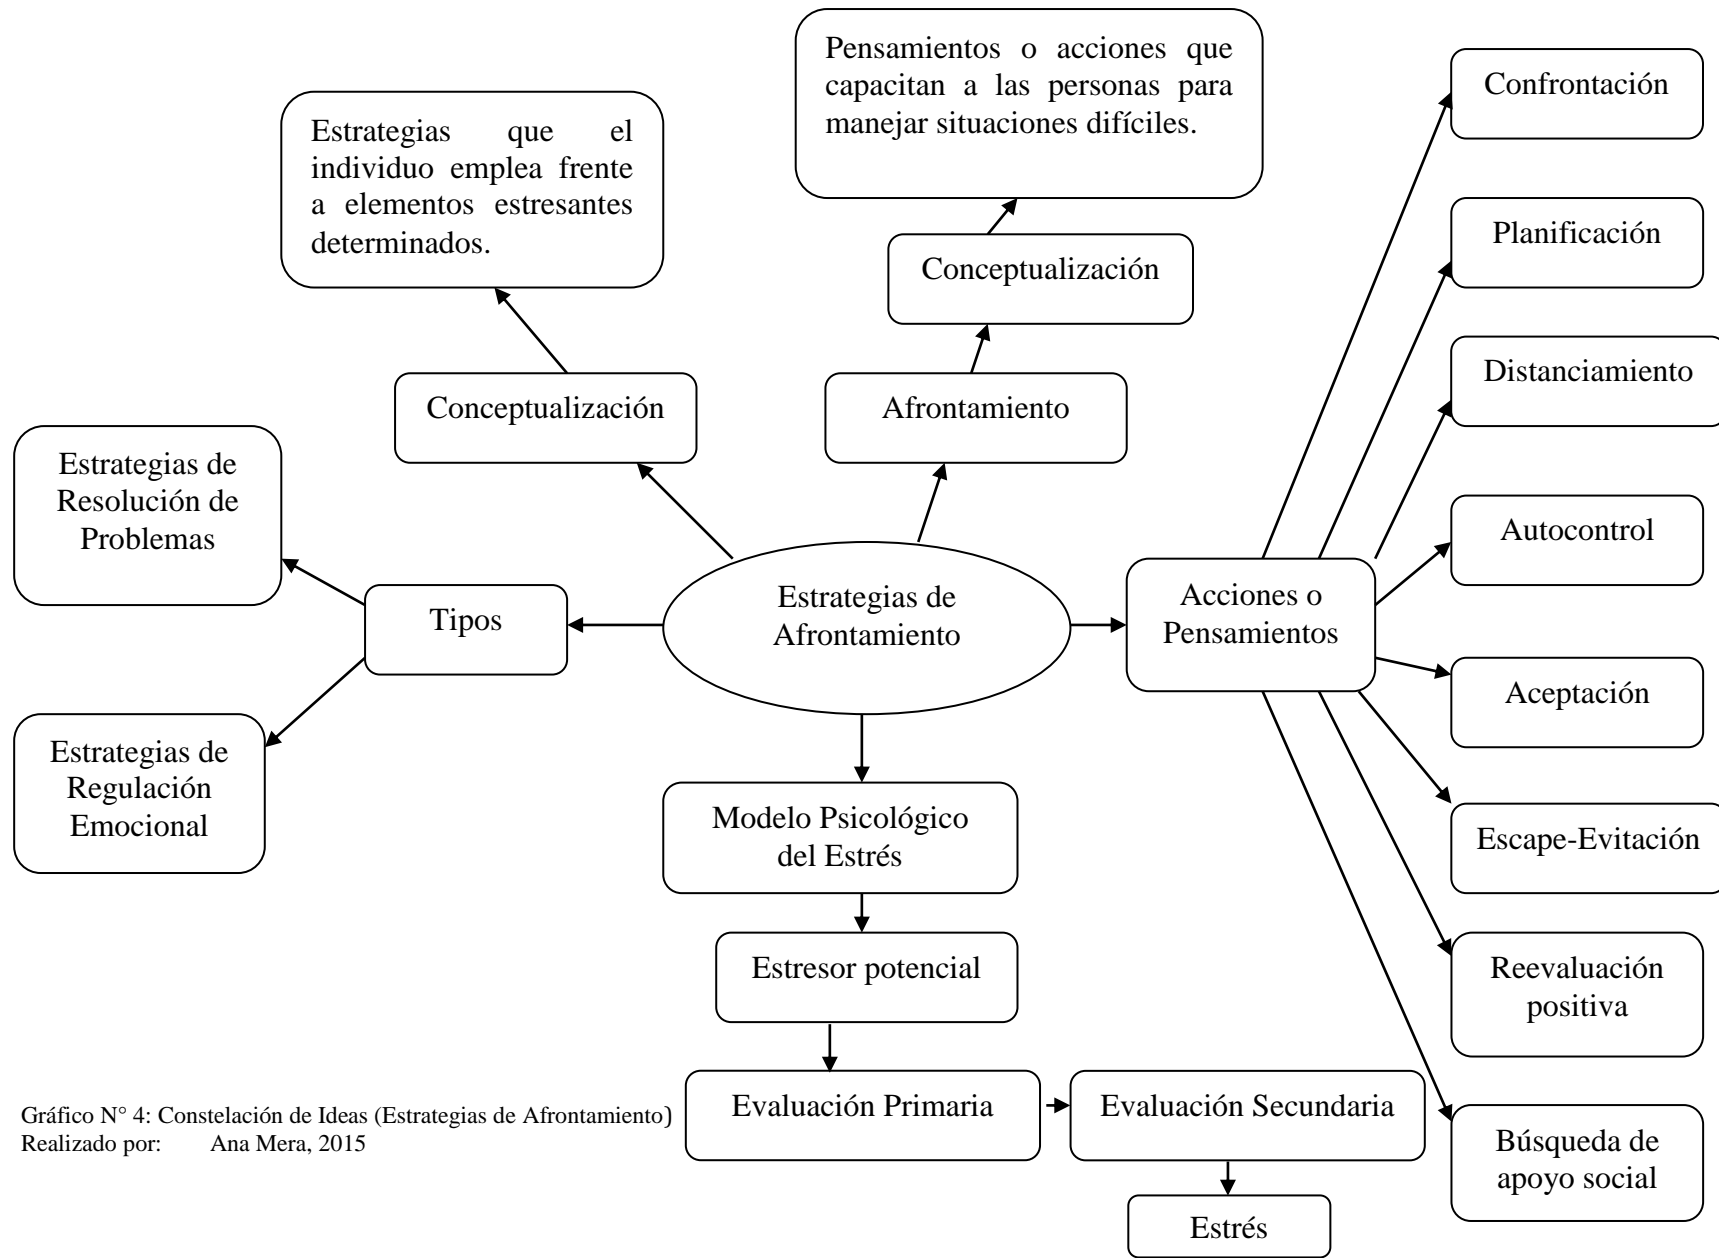 Pensamientos o acciones que
capacitan a las personas para
manejar situaciones difíciles.
Confrontación
Estrategias que el
individuo emplea frente
a elementos estresantes
determinados.
Planificación
Conceptualización
Distanciamiento
Conceptualización
Afrontamiento
Estrategias de
Resolución de
Problemas
Autocontrol
Estrategias de
Afrontamiento
Acciones o
Pensamientos
Tipos
Aceptación
Estrategias de
Regulación
Emocional
Modelo Psicológico
del Estrés
Escape-Evitación
Estresor potencial
Reevaluación
positiva
Evaluación Primaria
Evaluación Secundaria
Gráfico N° 4: Constelación de Ideas (Estrategias de Afrontamiento)
Realizado por: Ana Mera, 2015
Búsqueda de
apoyo social
Estrés